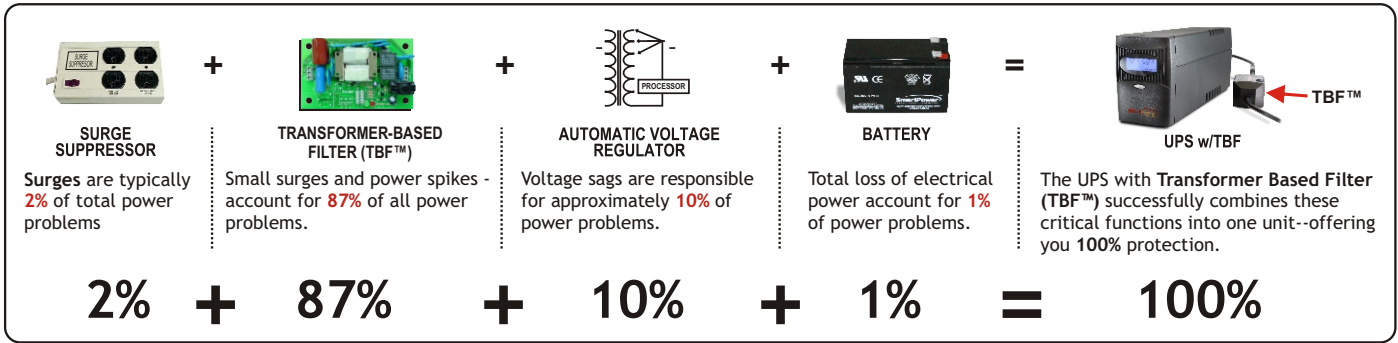 SURGE
SUPPRESSOR
+
+
PROCESSOR
+
SmartPower
=
TBF™
SURGE
SUPPRESSOR
Surges are typically
2% of total power
problems
TRANSFORMER-BASED
FILTER (TBF™)
Small surges and power spikes -
account for 87% of all power
problems.
AUTOMATIC VOLTAGE
REGULATOR
Voltage sags are responsible
for approximately 10% of
power problems.
BATTERY
Total loss of electrical
power account for 1%
of power problems.
UPS w/TBF
The UPS with Transformer Based Filter
(TBF™) successfully combines these
critical functions into one unit--offering
you 100% protection.
2% + 87% + 10% + 1% = 100%